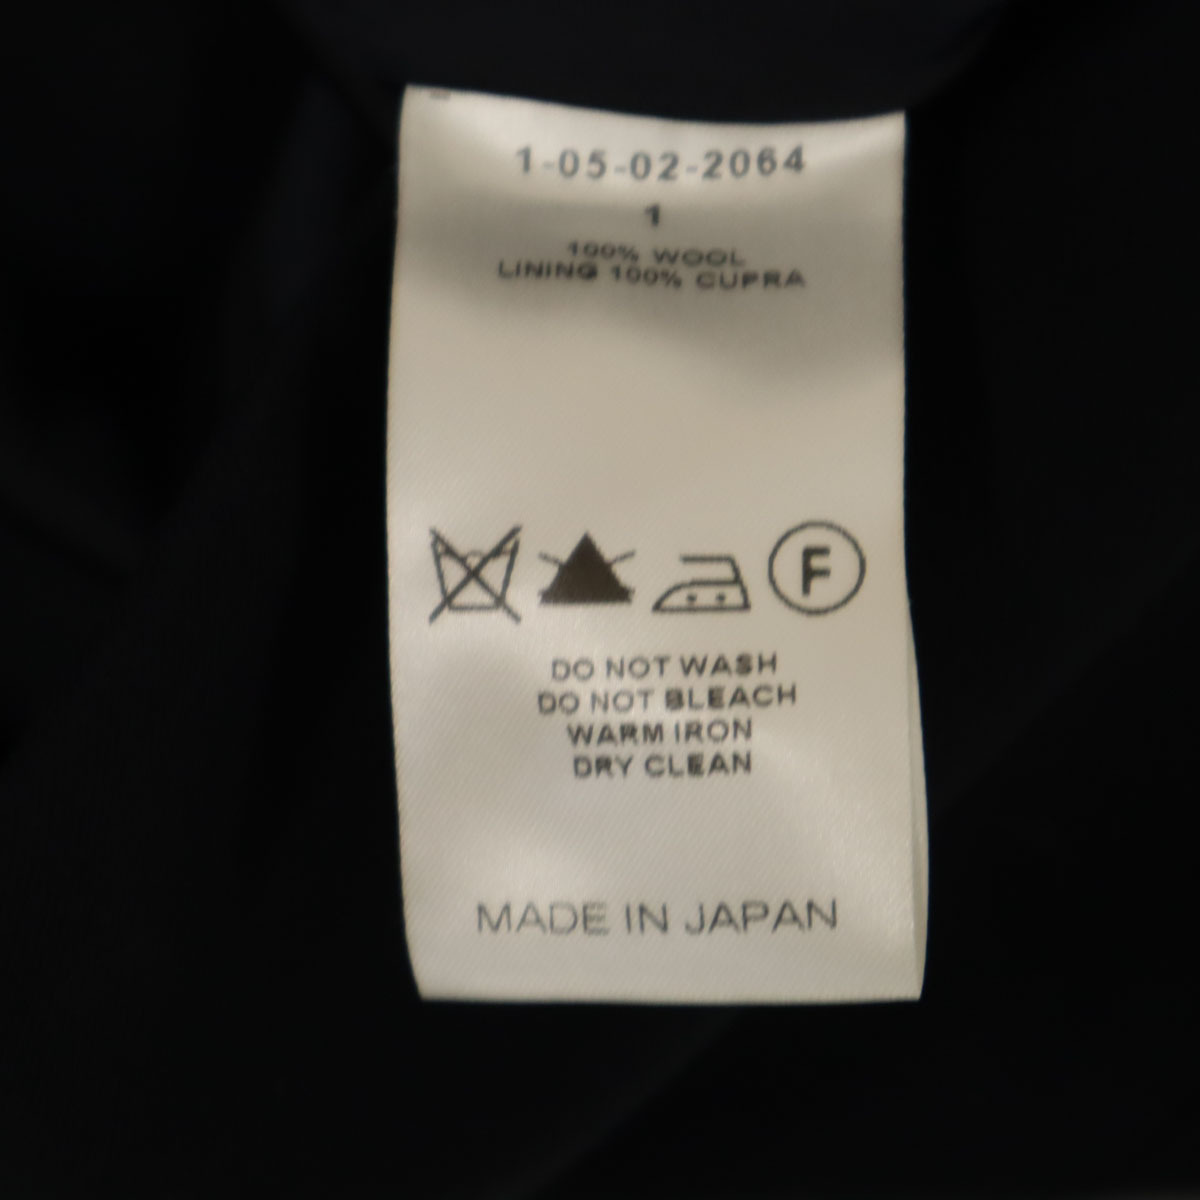 1-05-02-2064
1
100% WOOL
LINING 100% CUPRA
F
DO NOT WASH
DO NOT BLEACH
WARM IRON
DRY CLEAN
MADE IN JAPAN